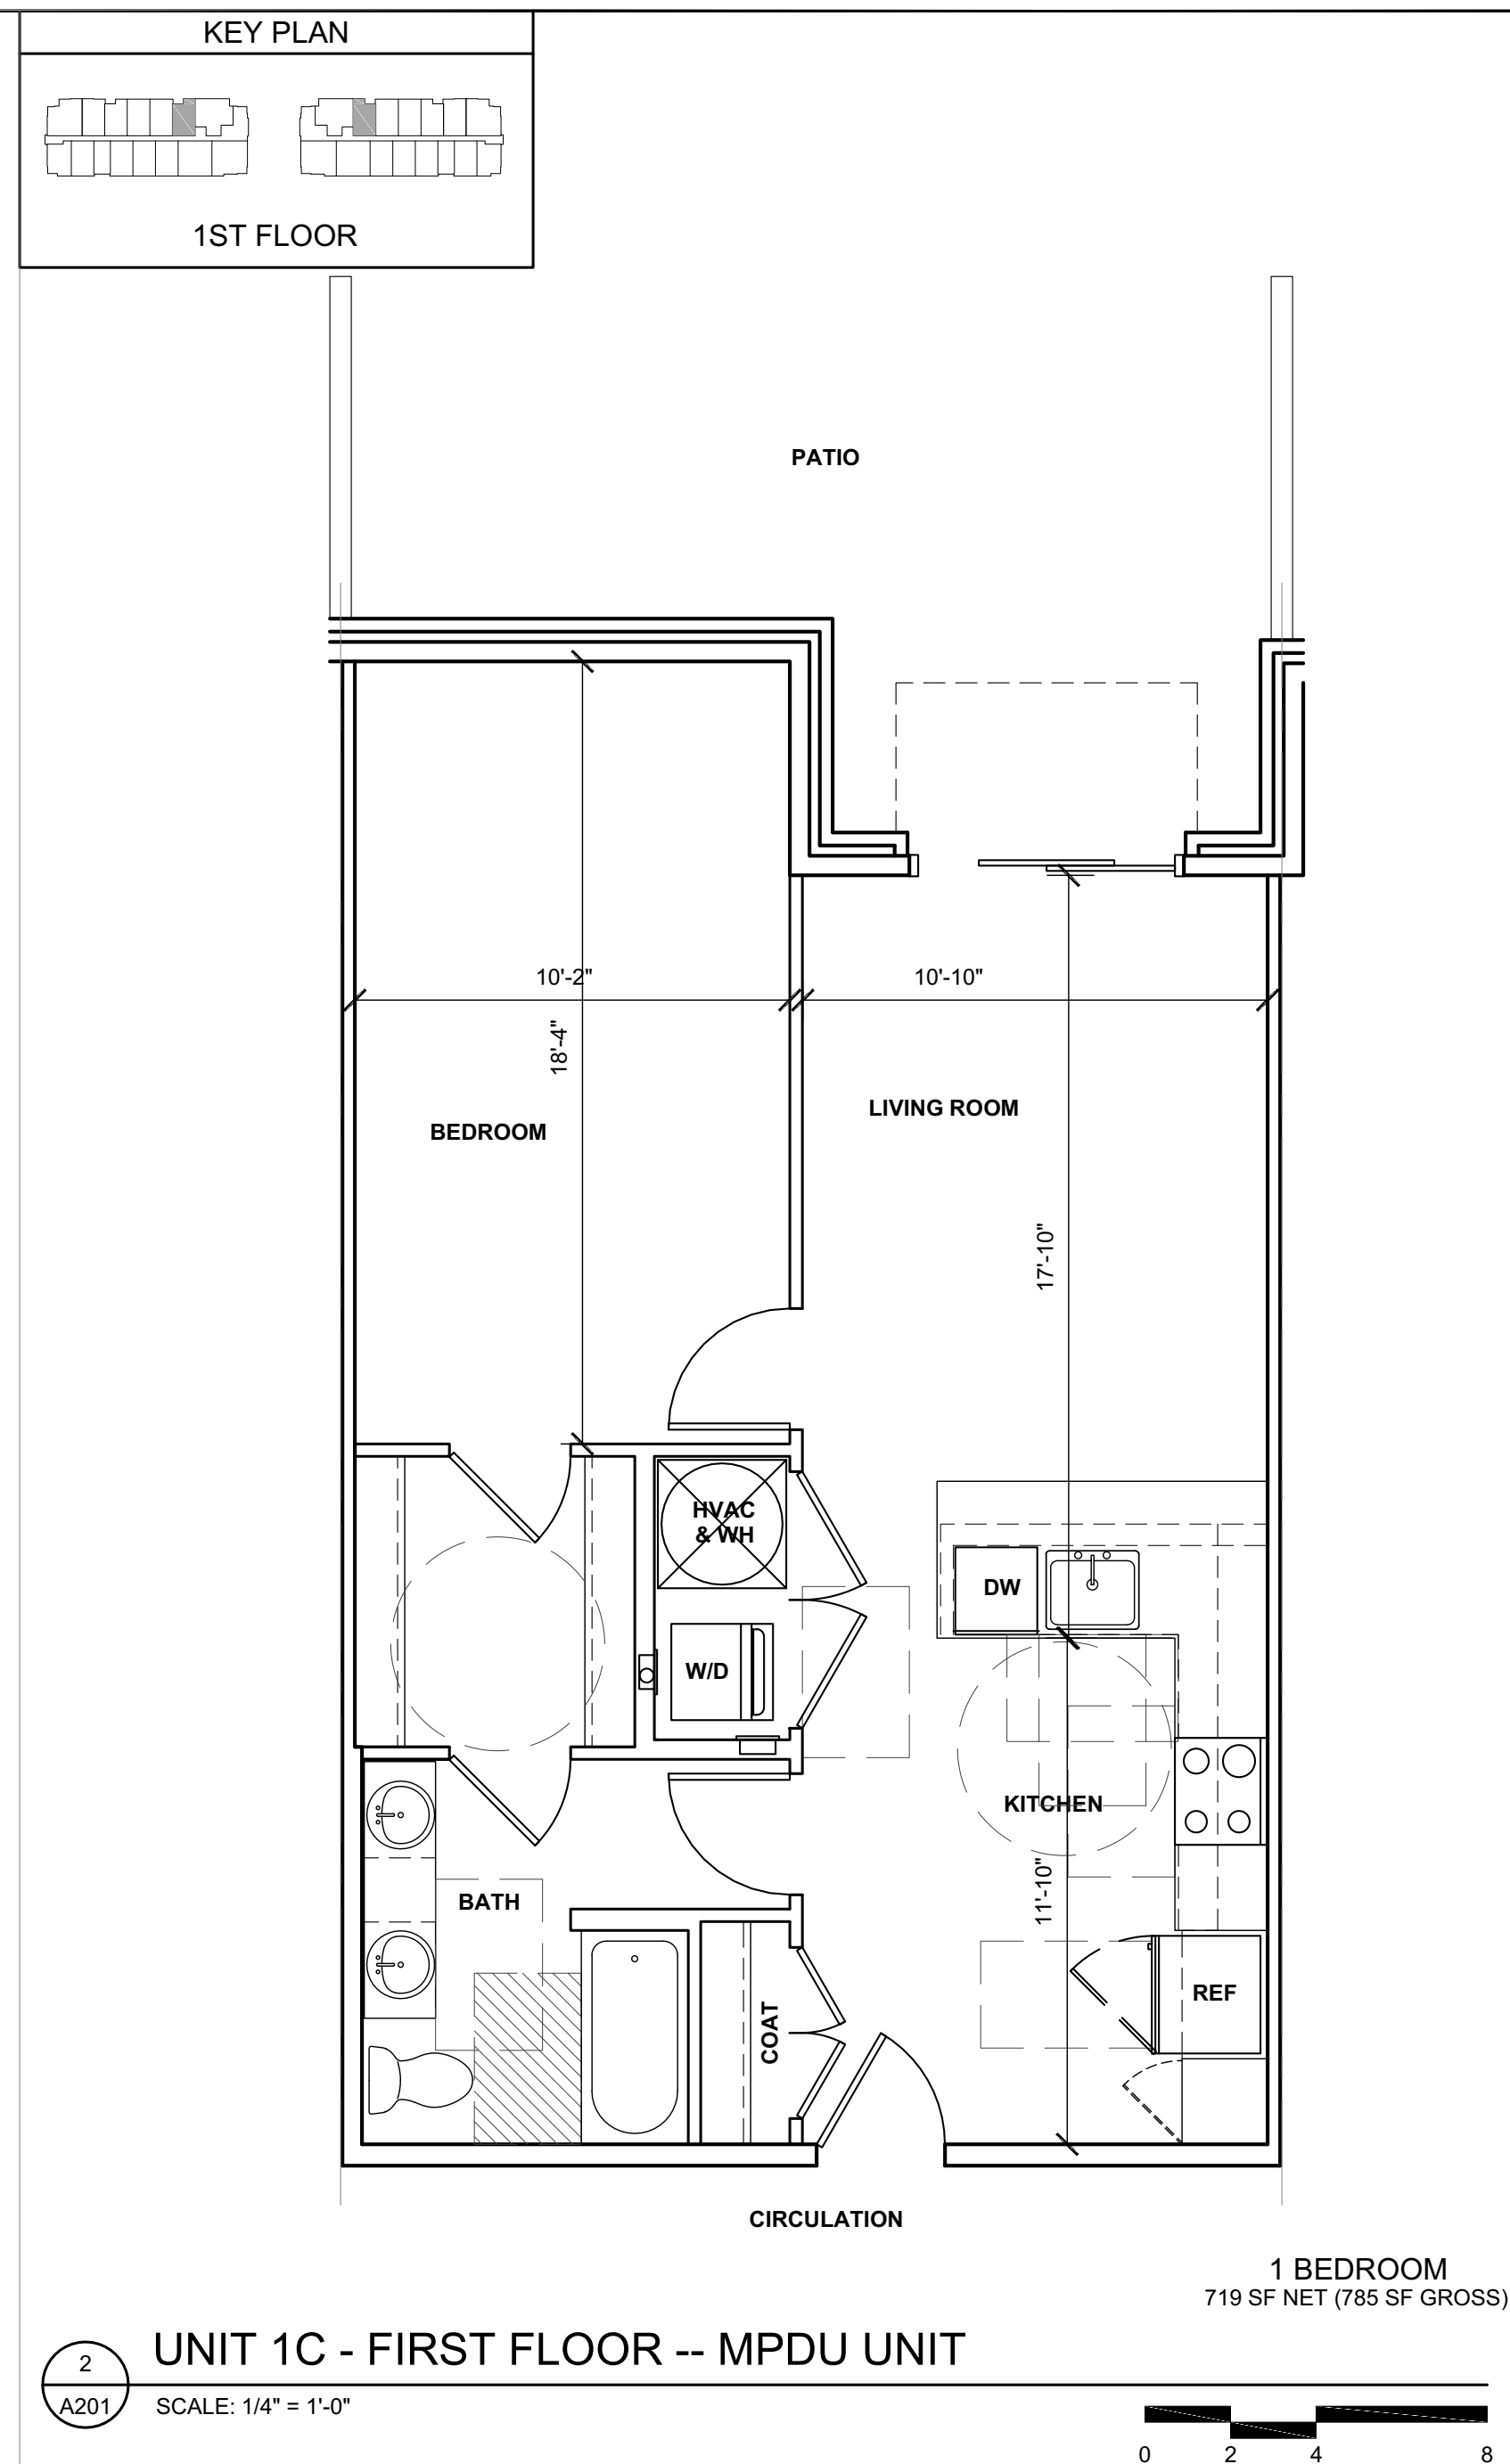 KEY PLAN
1ST FLOOR
PATIO
10'-2"
10'-10"
18'-4"
LIVING ROOM
BEDROOM
17'-10"
HVAC
& WH
DW
W/D
KITCHEN
11'-10"
BATH
REF
COAT
CIRCULATION
1 BEDROOM
719 SF NET (785 SF GROSS)
2
UNIT 1C - FIRST FLOOR -- MPDU UNIT
A201
SCALE: 1/4" = 1'-0"
0 2 4 8